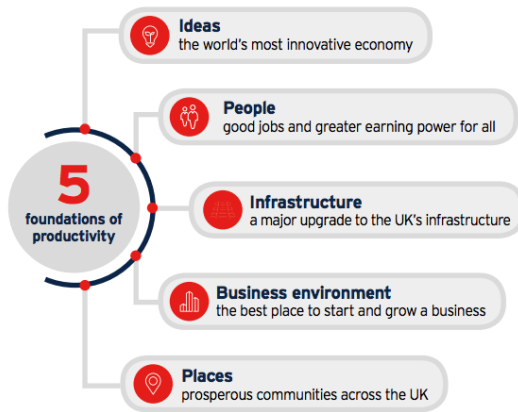 Ideas
the world's most innovative economy
People
good jobs and greater earning power for all
5
foundations of
productivity
Infrastructure
a major upgrade to the UK's infrastructure
Business environment
the best place to start and grow a business
Places
prosperous communities across the UK